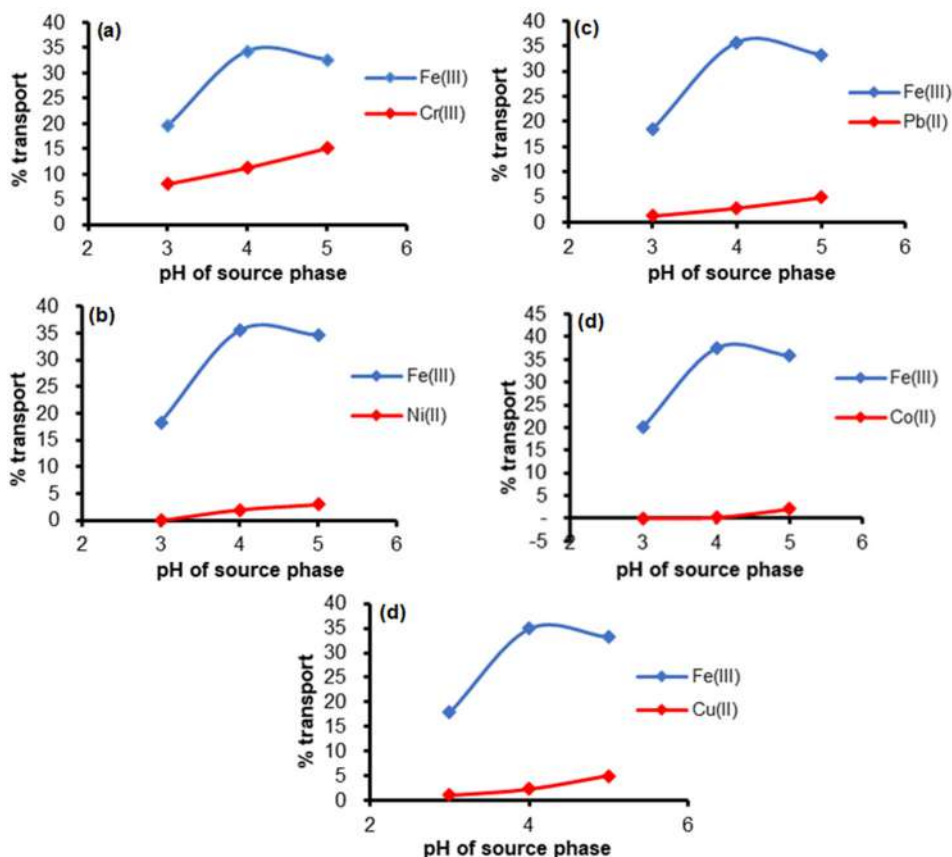 (a)
% transport
40
35
30
25
20
15
10
5
0
2 3 4 5 6
pH of source phase
Fe(III)
Cr(III)
(c)
% transport
40
35
30
25
20
15
10
5
0
2 3 4 5 6
pH of source phase
Fe(III)
Pb(II)
(b)
% transport
40
35
30
25
20
15
10
5
0
2 3 4 5 6
pH of source phase
Fe(III)
Ni(II)
(d)
% transport
45
40
35
30
25
20
15
10
5
-
-5
2 3 4 5 6
pH of source phase
Fe(III)
Co(II)
(d)
% transport
40
35
30
25
20
15
10
5
0
2 4 6
pH of source phase
Fe(III)
Cu(II)